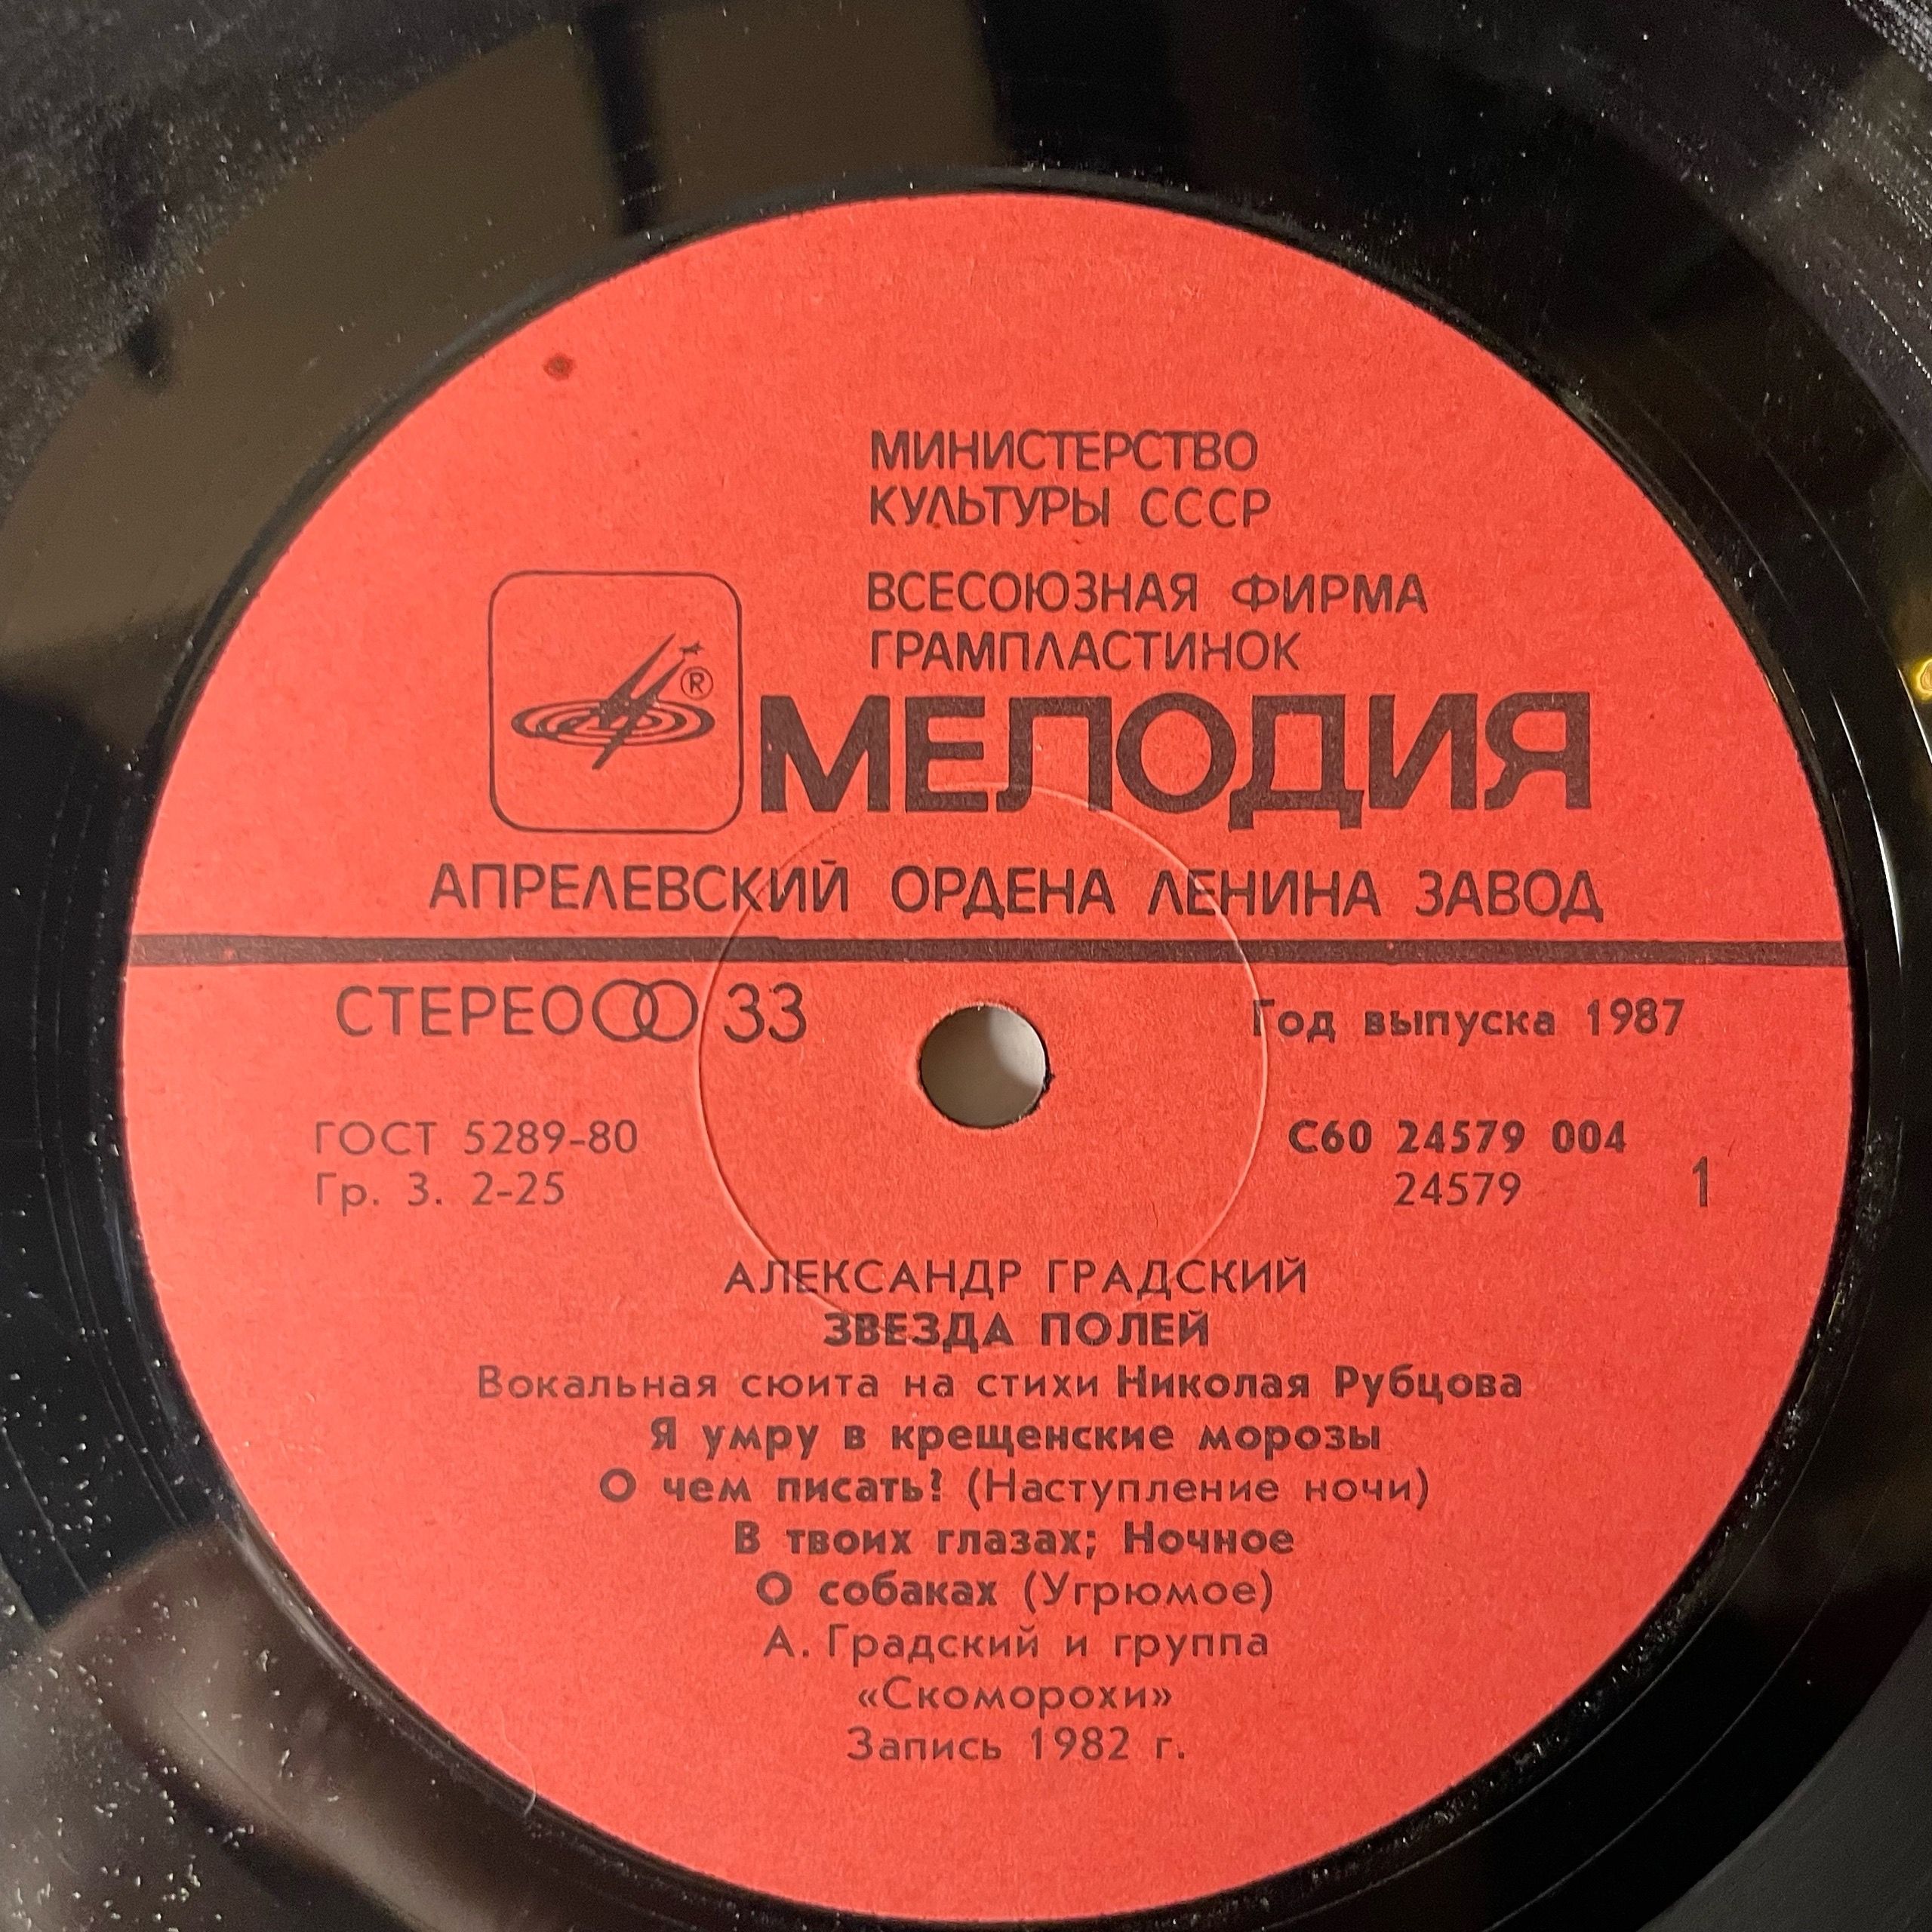 МИНИСТЕРСТВО
КУЛЬТУРЫ СССР
ВСЕСОЮЗНАЯ ФИРМА
ГРАМПЛАСТИНОК
®
МЕЛОДИЯ
АПРЕЛЕВСКИЙ ОРДЕНА ЛЕНИНА ЗАВОД
СТЕРЕО 33
Год выпуска 1987
ГОСТ 5289-80
Гр. 3. 2-25
С60 24579 004
24579
1
АЛЕКСАНДР ГРАДСКИЙ
ЗВЕЗДА ПОЛЕЙ
Вокальная сюита на стихи Николая Рубцова
Я умру в крещенские морозы
О чем писать? (Наступление ночи)
В твоих глазах; Ночное
О собаках (Угрюмое)
А. Градский и группа
«Скоморохи»
Запись 1982 г.